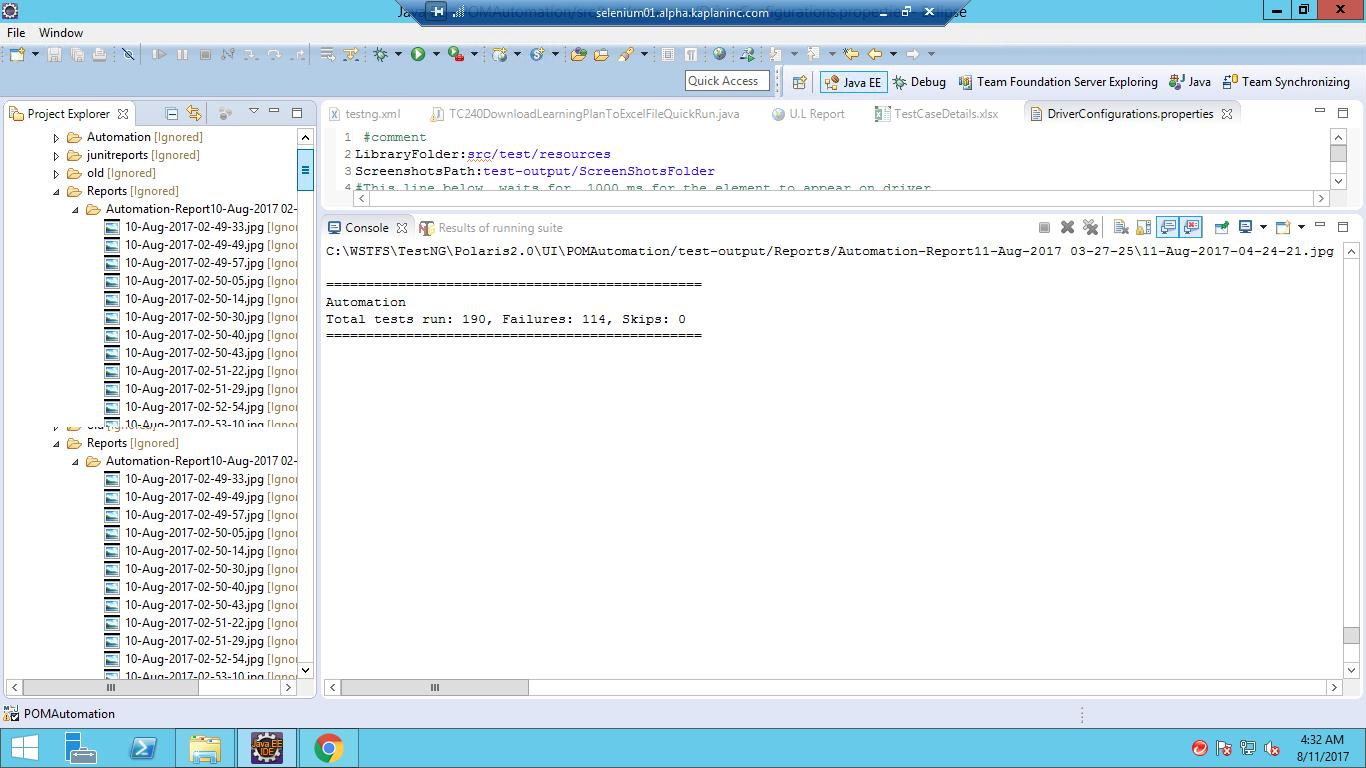 Java
POMAutomation/src
selenium01.alpha.kaplaninc.com
Configurations.properties
File Window
Quick Access
Java EE
Debug
Team Foundation Server Exploring
Java
Team Synchronizing
Project Explorer
testng.xml
TC240DownloadLearningPlanToExcelFileQuickRun.java
U.L Report
TestCaseDetails.xlsx
DriverConfigurations.properties
Automation [Ignored]
junitreports [Ignored]
old [Ignored]
Reports [Ignored]
Automation-Report10-Aug-2017 02-
10-Aug-2017-02-49-33.jpg [Ignor
10-Aug-2017-02-49-49.jpg [Ignor
10-Aug-2017-02-49-57.jpg [Ignor
10-Aug-2017-02-50-05.jpg [Ignor
10-Aug-2017-02-50-14.jpg [Ignor
10-Aug-2017-02-50-30.jpg [Ignor
10-Aug-2017-02-50-40.jpg [Ignor
10-Aug-2017-02-50-43.jpg [Ignor
10-Aug-2017-02-51-22.jpg [Ignor
10-Aug-2017-02-51-29.jpg [Ignor
10-Aug-2017-02-52-54.jpg [Ignor
10-Aug-2017-02-53-10.jpg [Ignor
Reports [Ignored]
Automation-Report10-Aug-2017 02-
10-Aug-2017-02-49-33.jpg [Ignor
10-Aug-2017-02-49-49.jpg [Ignor
10-Aug-2017-02-49-57.jpg [Ignor
10-Aug-2017-02-50-05.jpg [Ignor
10-Aug-2017-02-50-14.jpg [Ignor
10-Aug-2017-02-50-30.jpg [Ignor
10-Aug-2017-02-50-40.jpg [Ignor
10-Aug-2017-02-50-43.jpg [Ignor
10-Aug-2017-02-51-22.jpg [Ignor
10-Aug-2017-02-51-29.jpg [Ignor
10-Aug-2017-02-52-54.jpg [Ignor
10-Aug-2017-02-53-10.jpg [Ignor
1 #comment
2 LibraryFolder:src/test/resources
3 ScreenshotsPath:test-output/ScreenShotsFolder
4 #This line below waits for 1000 ms for the element to appear on driver
Console
Results of running suite
C:\WSTFS\TestNG\Polaris2.0\UI\POMAutomation/test-output/Reports/Automation-Report11-Aug-2017 03-27-25\11-Aug-2017-04-24-21.jpg
===============================================
Automation
Total tests run: 190, Failures: 114, Skips: 0
===============================================
POMAutomation
Java EE
IDE
4:32 AM
8/11/2017